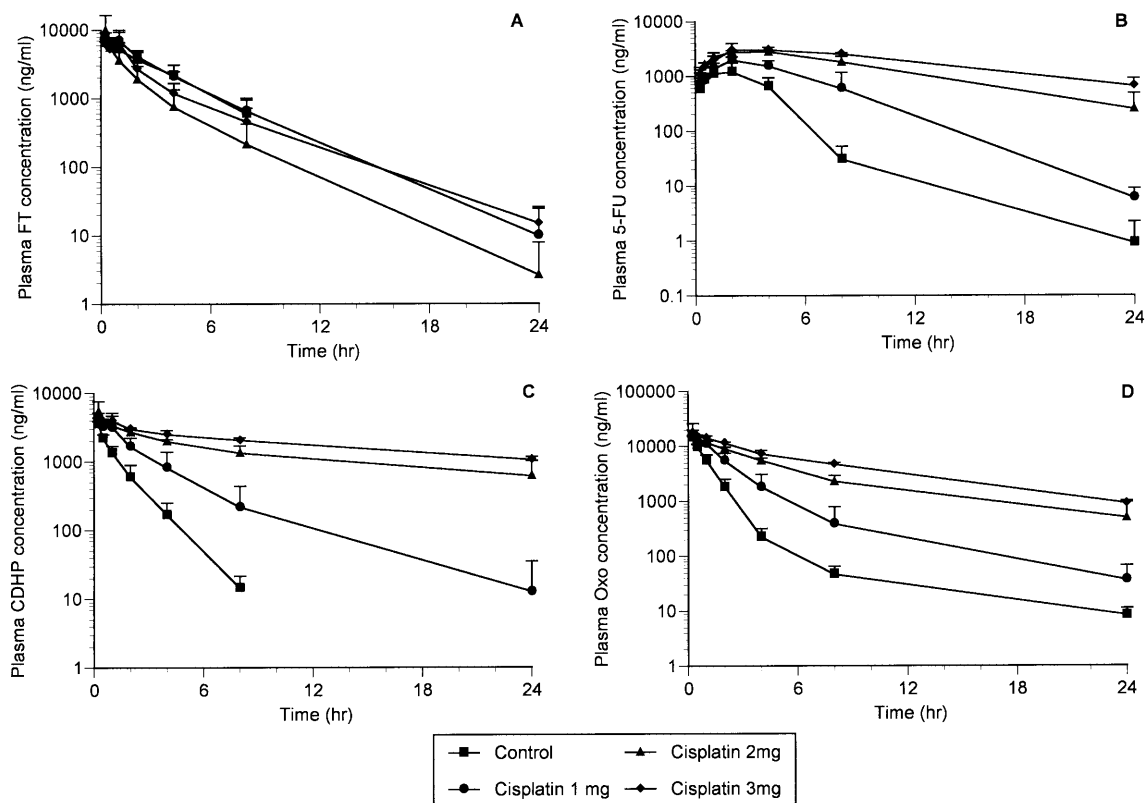 A
Plasma FT concentration (ng/ml)
10000
1000
100
10
1
0
6
12
18
24
Time (hr)
B
Plasma 5-FU concentration (ng/ml)
10000
1000
100
10
1
0.1
0
6
12
18
24
Time (hr)
C
Plasma CDHP concentration (ng/ml)
10000
1000
100
10
1
0
6
12
18
24
Time (hr)
D
Plasma Oxo concentration (ng/ml)
100000
10000
1000
100
10
1
0
6
12
18
24
Time (hr)
Control
Cisplatin 2mg
Cisplatin 1 mg
Cisplatin 3mg